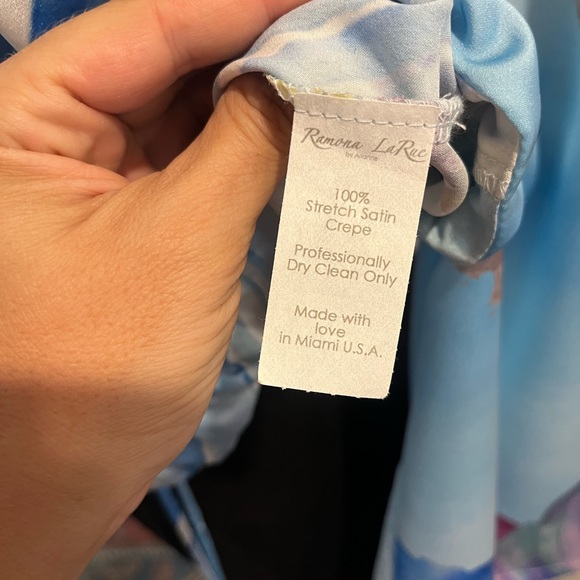 Ramona LaRue
by Arianne
100%
Stretch Satin
Crepe
Professionally
Dry Clean Only
Made with
love
in Miami U.S.A.